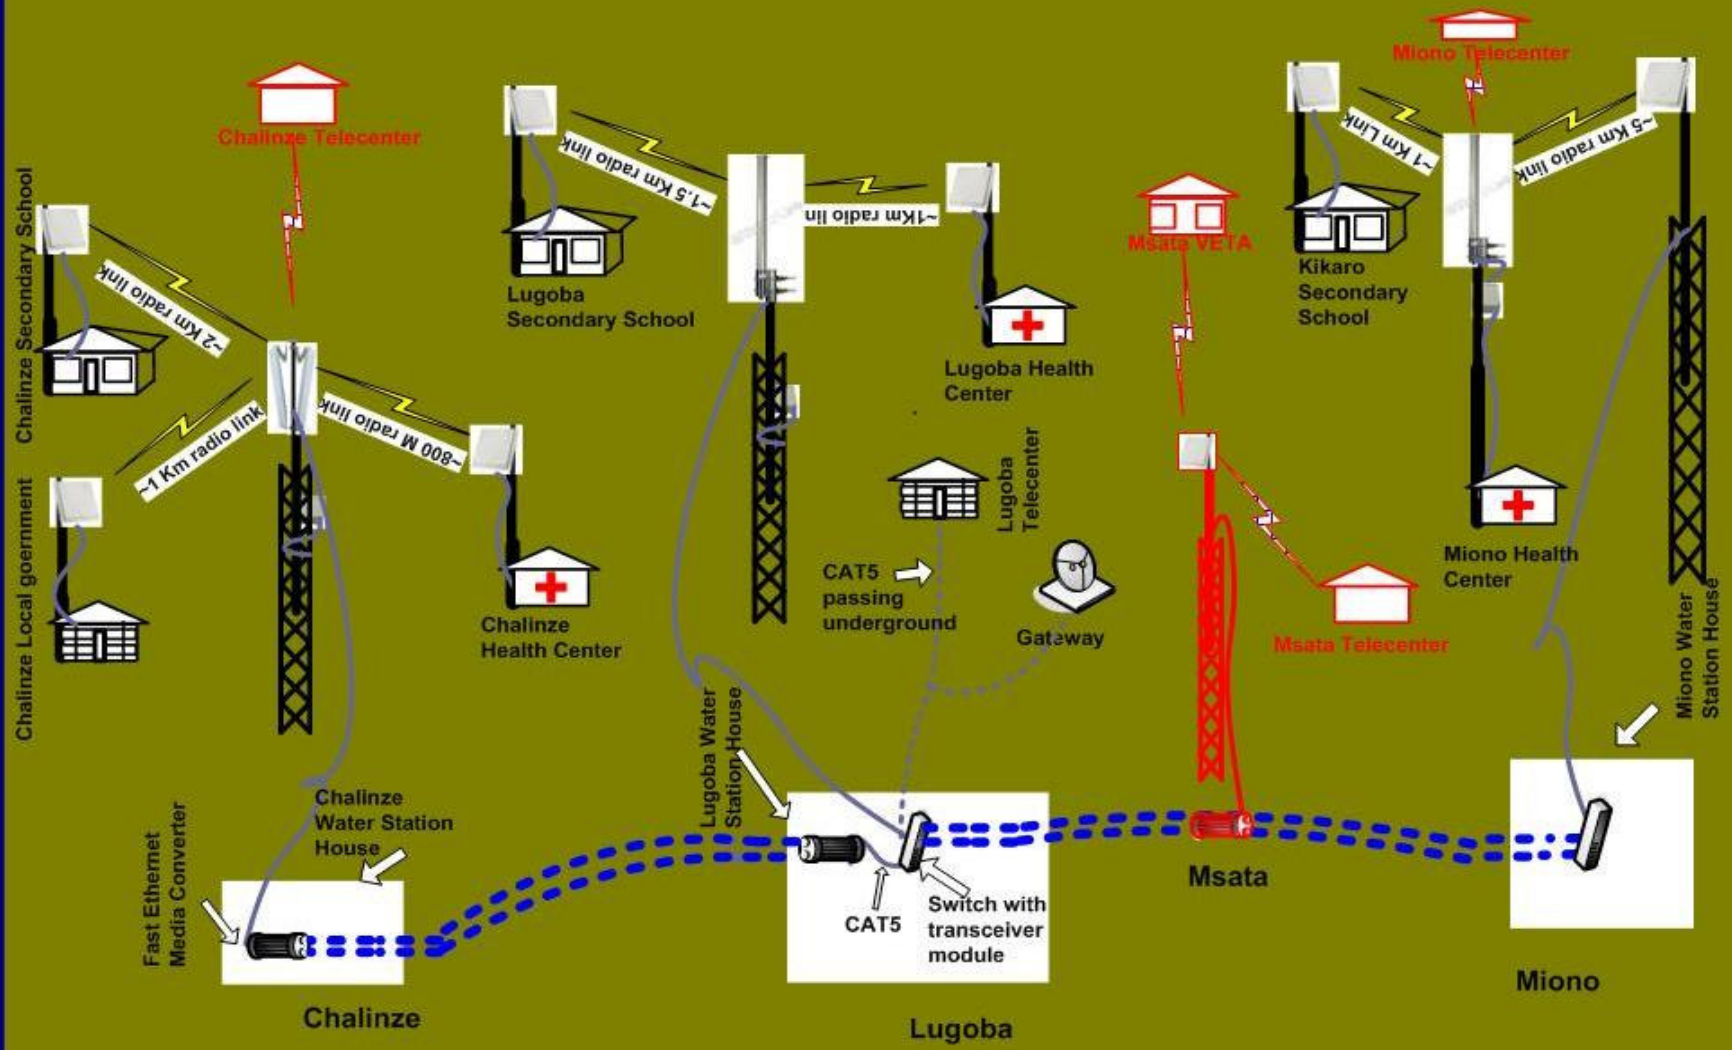 Miono Telecenter
Chalinze Telecenter
Chalinze Secondary School
~2 Km radio link
~1.5 Km radio link
~1Km radio lin
~1 Km Link
~5 Km radio link
Msata VETA
Lugoba
Secondary School
Kikaro
Secondary
School
Lugoba Health
Center
~1 Km radio link
~800 M radio link
Chalinze Local goernment
Chalinze
Health Center
Lugoba
Telecenter
CAT5
passing
underground
Gateway
Miono Health
Center
Msata Telecenter
Miono Water
Station House
Lugoba Water
Station House
Chalinze
Water Station
House
Fast Ethernet
Media Converter
CAT5
Switch with
transceiver
module
Msata
Miono
Chalinze
Lugoba